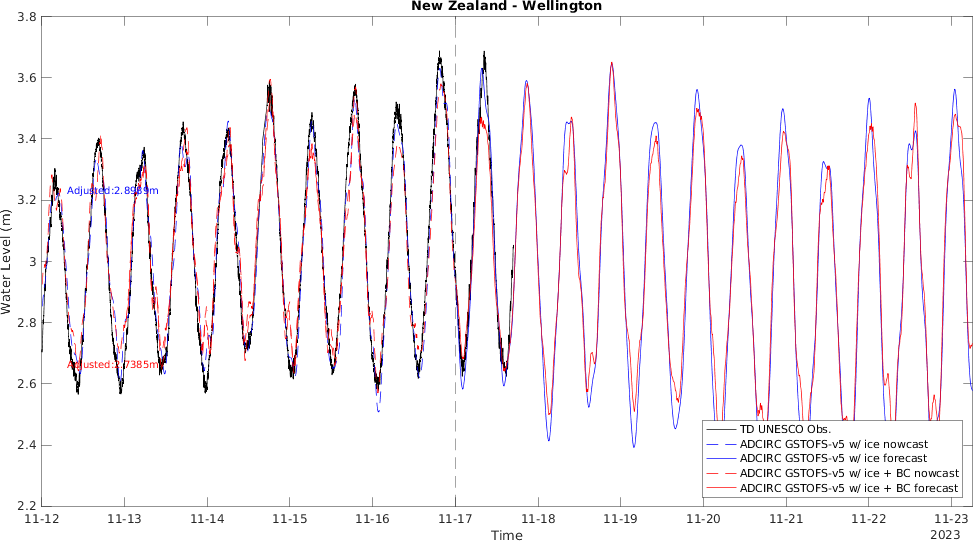 New Zealand - Wellington
3.8
3.6
3.4
3.2
3
2.8
2.6
2.4
2.2
Water Level (m)
Adjusted:2.8989m
Adjusted:2.7385m
TD UNESCO Obs.
ADCIRC GSTOFS-v5 w/ ice nowcast
ADCIRC GSTOFS-v5 w/ ice forecast
ADCIRC GSTOFS-v5 w/ ice + BC nowcast
ADCIRC GSTOFS-v5 w/ ice + BC forecast
11-12 11-13 11-14 11-15 11-16 11-17 11-18 11-19 11-20 11-21 11-22 11-23
2023
Time